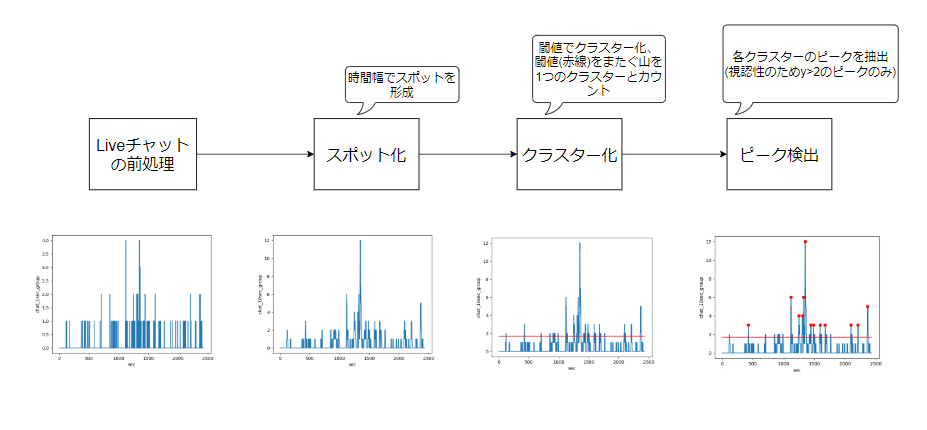 時間幅でスポットを
形成
閾値でクラスター化、
閾値(赤線)をまたぐ山を
1つのクラスターとカウ
ント
各クラスターのピークを抽出
(視認性のためy>2のピークのみ)
Liveチャット
の前処理
スポット化
クラスター化
ピーク検出
4.0
3.5
3.0
2.5
2.0
1.5
1.0
0.5
0.0
chat_1sec_group
0 500 1000 1500 2000 2500
sec
12
10
8
6
4
2
0
chat_10sec_group
0 500 1000 1500 2000 2500
sec
12
10
8
6
4
2
0
chat_10sec_group
0 500 1000 1500 2000 2500
sec
12
10
8
6
4
2
0
chat_10sec_group
0 500 1000 1500 2000 2500
sec